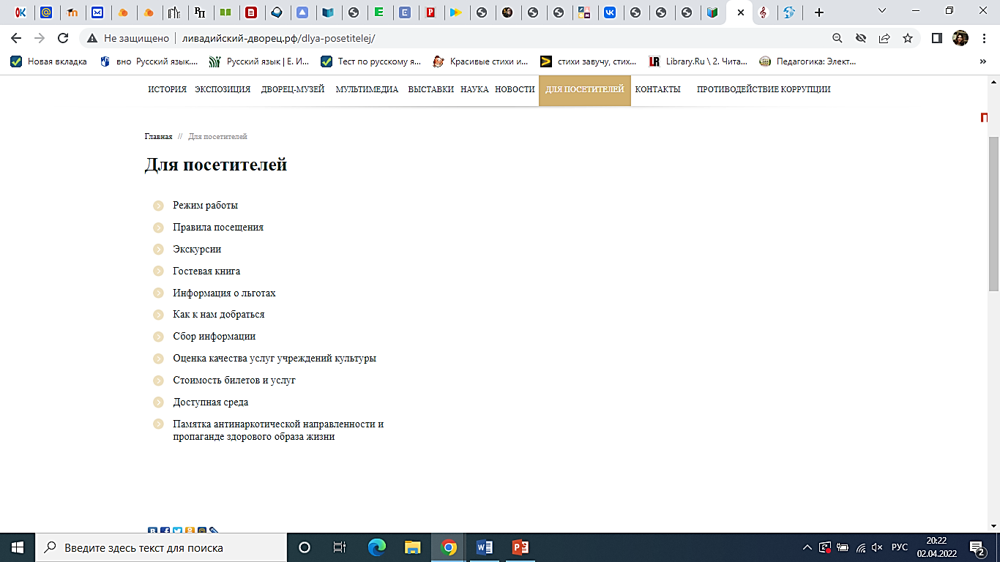 Не защищено
ливадийский-дворец.рф/dlya-posetitelej/
Новая вкладка
вно Русский язык....
Русский язык | Е. И...
Тест по русскому я...
Красивые стихи и...
стихи завучу, стих...
Library.Ru \ 2. Чита...
Педагогика: Элект...
»
ИСТОРИЯ ЭКСПОЗИЦИЯ ДВОРЕЦ-МУЗЕЙ МУЛЬТИМЕДИА ВЫСТАВКИ НАУКА НОВОСТИ ДЛЯ ПОСЕТИТЕЛЕЙ КОНТАКТЫ ПРОТИВОДЕЙСТВИЕ КОРРУПЦИИ
Главная // Для посетителей
Для посетителей
Режим работы
Правила посещения
Экскурсии
Гостевая книга
Информация о льготах
Как к нам добраться
Сбор информации
Оценка качества услуг учреждений культуры
Стоимость билетов и услуг
Доступная среда
Памятка антинаркотической направленности и
пропаганде здорового образа жизни
Введите здесь текст для поиска
РУС
20:22
02.04.2022
2